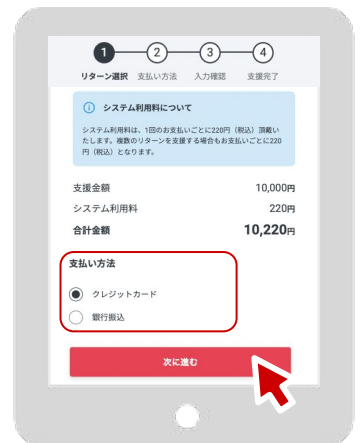 1 2 3 4
リターン選択 支払い方法 入力確認 支援完了
システム利用料について
システム利用料は、1回のお支払いごとに220円（税込）頂戴い
たします。複数のリターンを支援する場合もお支払いごとに220
円（税込）となります。
支援金額 10,000円
システム利用料 220円
合計金額 10,220円
支払い方法
クレジットカード
銀行振込
次に進む